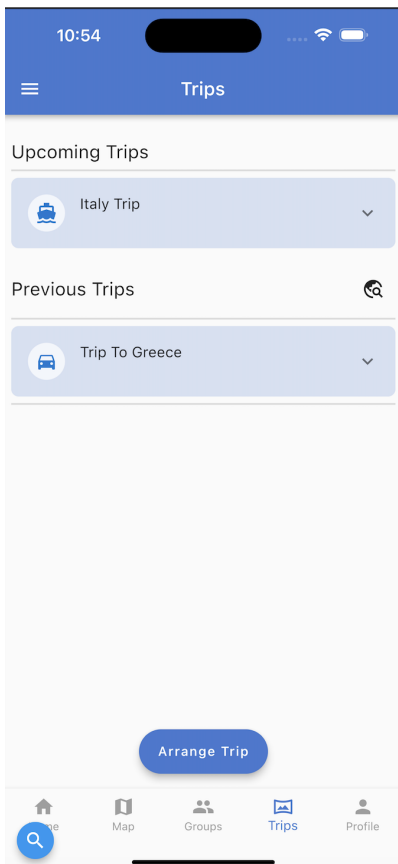 10:54
Trips
Upcoming Trips
Italy Trip
Previous Trips
Trip To Greece
Arrange Trip
Map
Groups
Trips
Profile